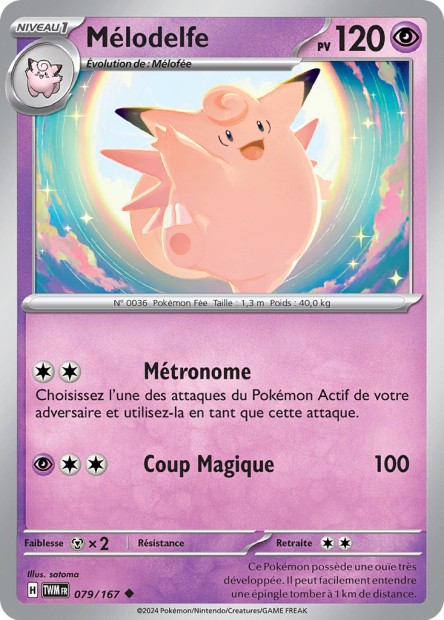 NIVEAU 1
Mélodelfe
PV 120
Évolution de : Mélofée
N° 0036 Pokémon Fée Taille : 1,3 m Poids : 40,0 kg
Métronome
Choisissez l'une des attaques du Pokémon Actif de votre
adversaire et utilisez-la en tant que cette attaque.
Coup Magique 100
Faiblesse ×2 Résistance Retraite
Illus. satoma
H TWM FR 079/167
Ce Pokémon possède une ouïe très
développée. Il peut facilement entendre
une épingle tomber à 1 km de distance.
©2024 Pokémon/Nintendo/Creatures/GAME FREAK